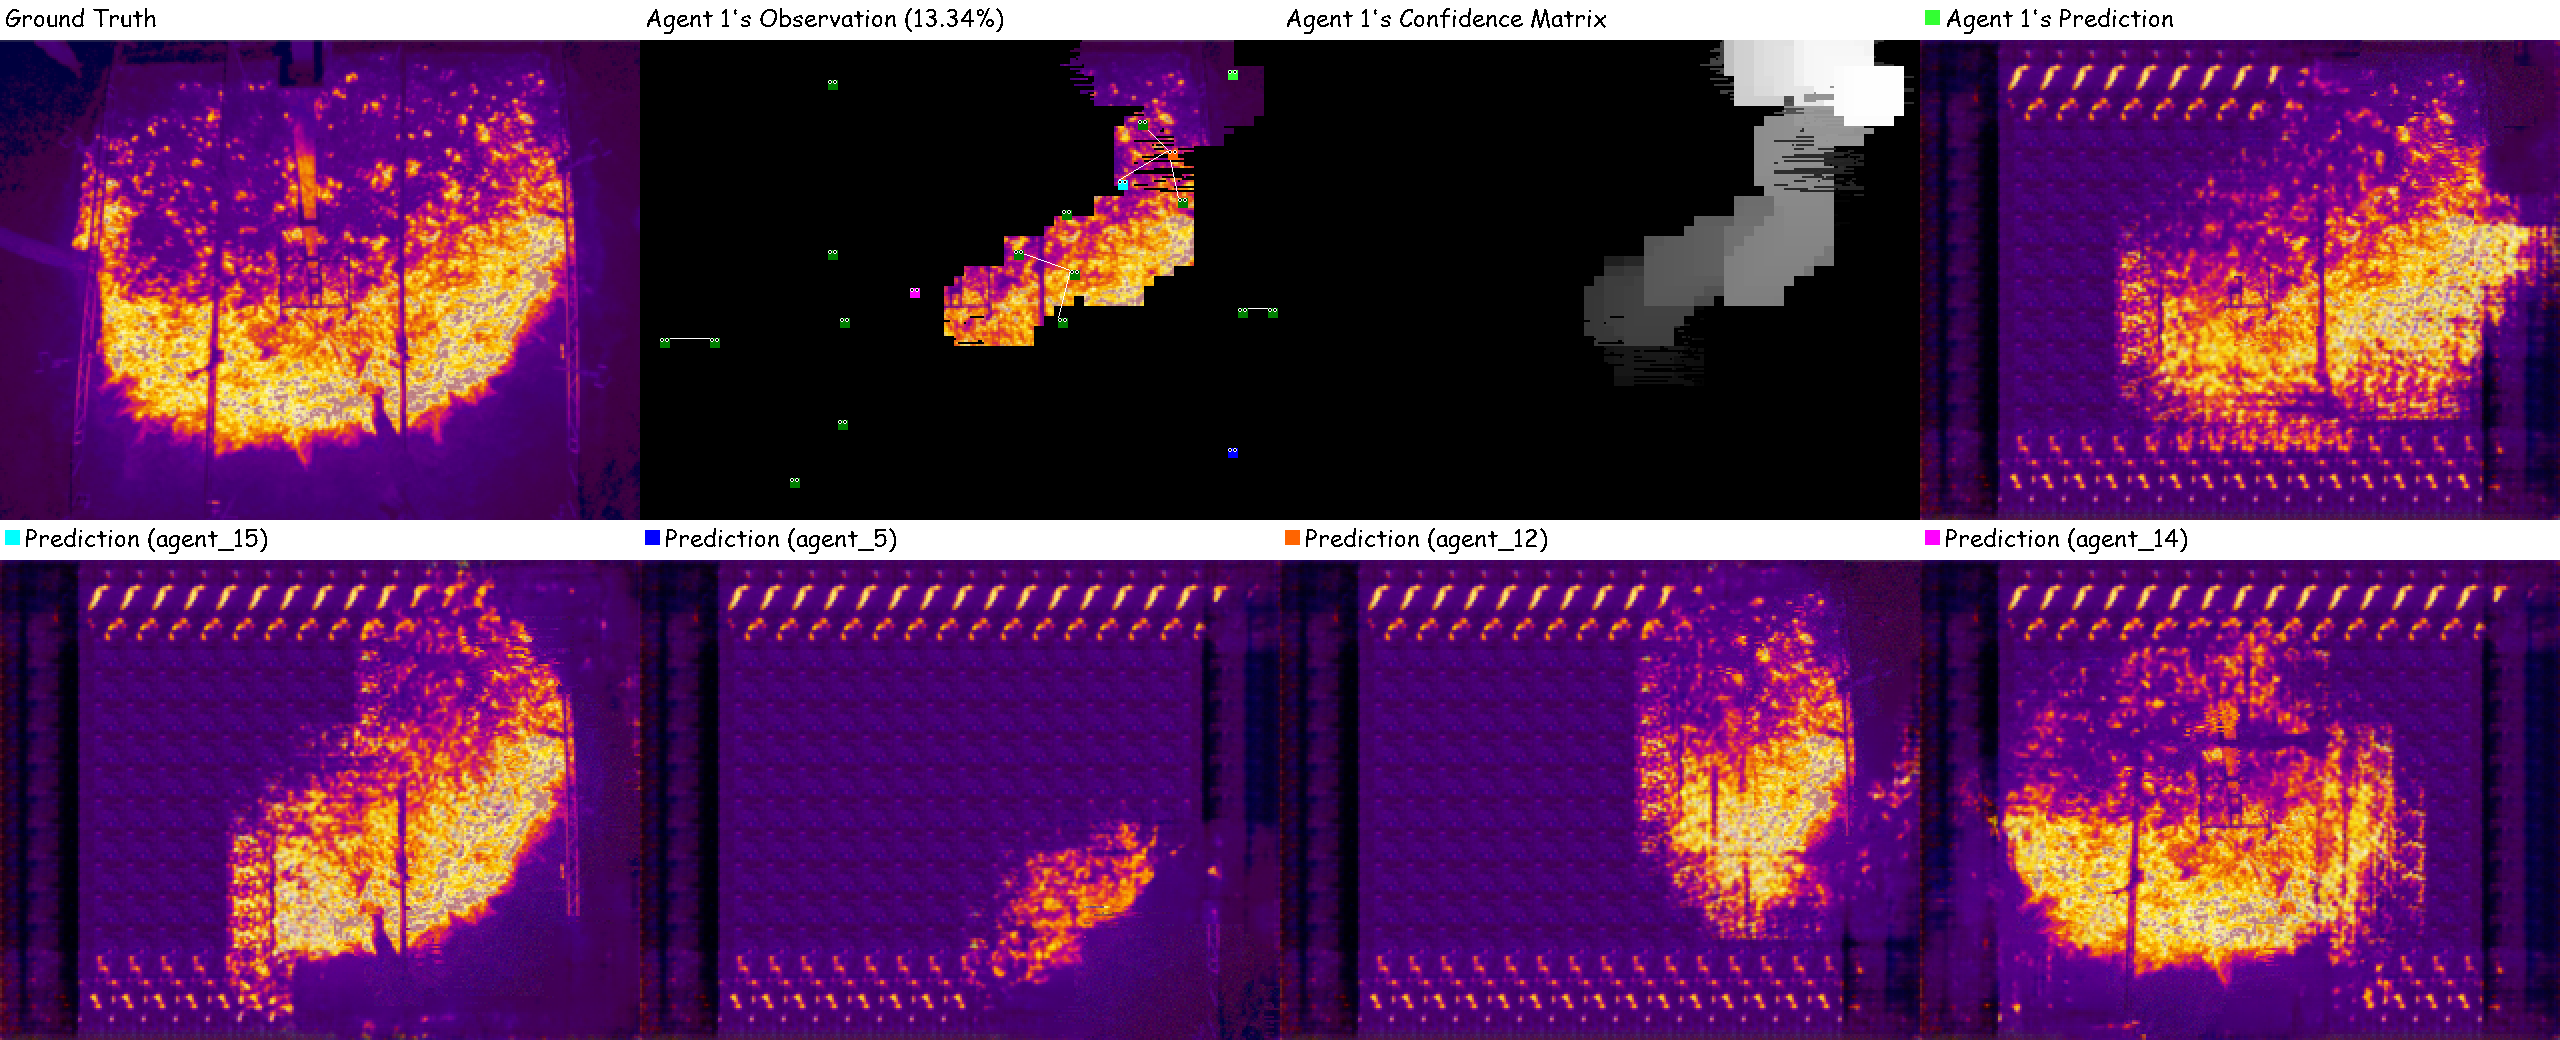 Ground Truth
Agent 1's Observation (13.34%)
Agent 1's Confidence Matrix
Agent 1's Prediction
Prediction (agent_15)
Prediction (agent_5)
Prediction (agent_12)
Prediction (agent_14)